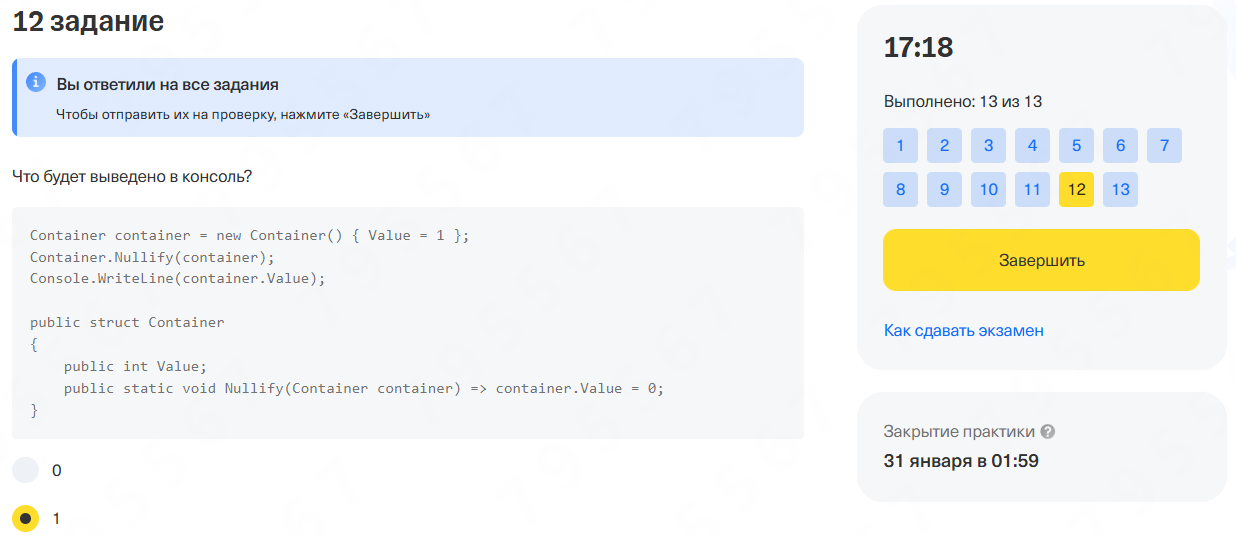 12 задание
Вы ответили на все задания
Чтобы отправить их на проверку, нажмите «Завершить»
Что будет выведено в консоль?
Container container = new Container() { Value = 1 };
Container.Nullify(container);
Console.WriteLine(container.Value);
public struct Container
{
    public int Value;
    public static void Nullify(Container container) => container.Value = 0;
}
0
1
17:18
Выполнено: 13 из 13
1 2 3 4 5 6 7
8 9 10 11 12 13
Завершить
Как сдавать экзамен
Закрытие практики ?
31 января в 01:59